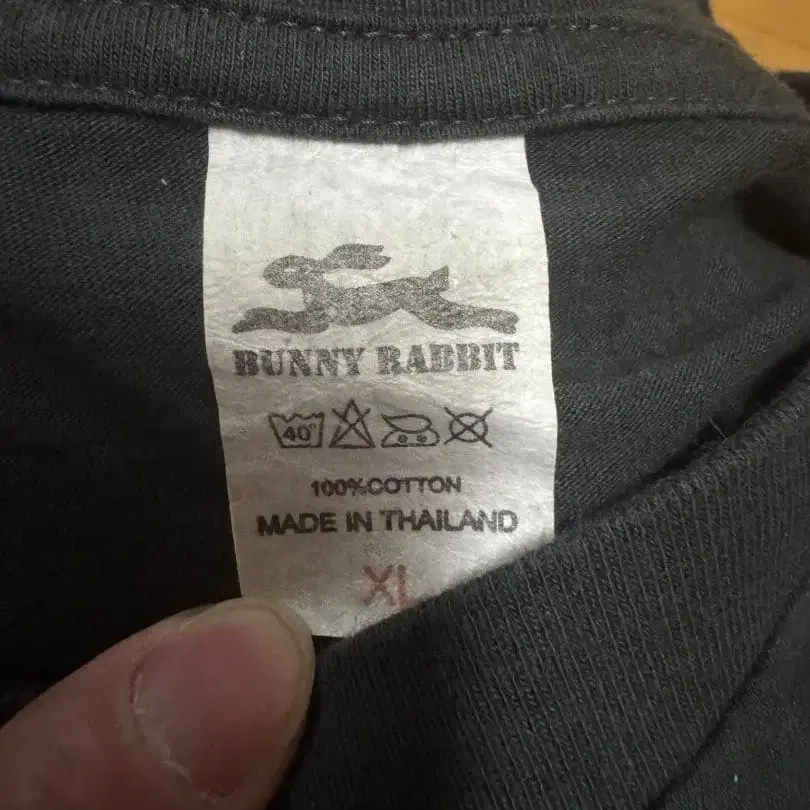 BUNNY RABBIT
40°
100%COTTON
MADE IN THAILAND
XL